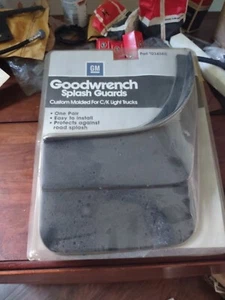 GM
Goodwrench
Splash Guards
Custom Molded For C/K Light Trucks
• One Pair
• Easy to install
• Protects against
road splash